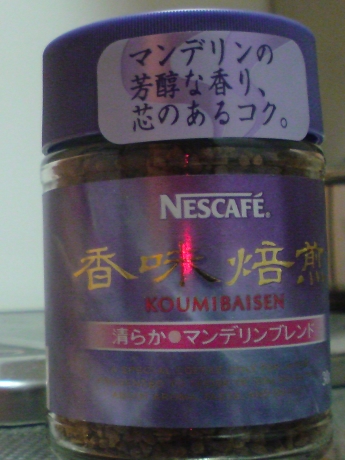 マンデリンの
芳醇な香り、
芯のあるコク。
NESCAFÉ®
香味焙煎
KOUMIBAISEN
清らか●マンデリンブレンド